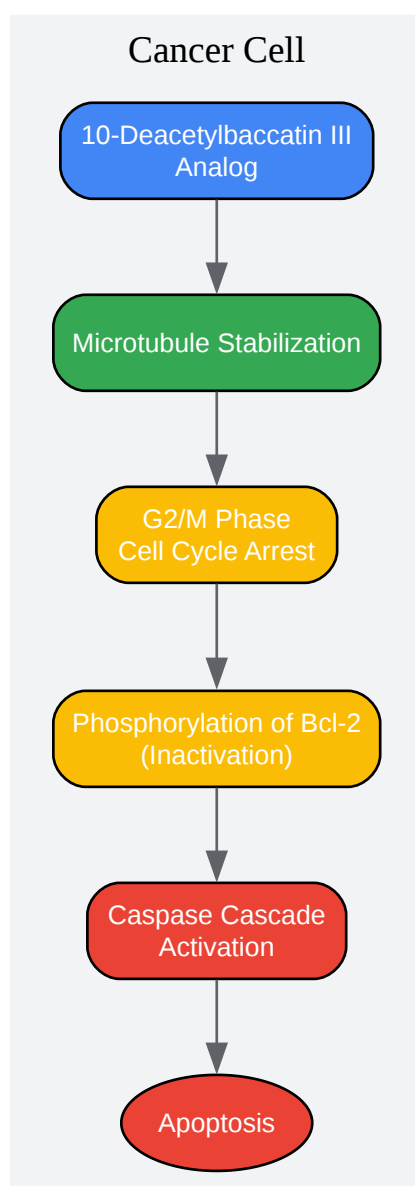 Cancer Cell
10-Deacetylbaccatin III
Analog
Microtubule Stabilization
G2/M Phase
Cell Cycle Arrest
Phosphorylation of Bcl-2
(Inactivation)
Caspase Cascade
Activation
Apoptosis